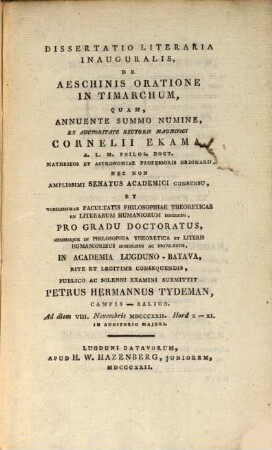 DISSERTATIO LITERARIA
INAUGURALIS,
DE
AESCHINIS ORATIONE
IN TIMARCHUM,
QUAM,
ANNUENTE SUMMO NUMINE,
EX AUCTORITATE RECTORIS MAGNIFICI
CORNELII EKAMA,
A. L. M. PHILOS. DOCT.
MATHESEOS ET ASTRONOMIAE PROFESSORIS ORDINARII,
NEC NON
AMPLISSIMI SENATUS ACADEMICI CONSENSU,
ET
NOBILISSIMAE FACULTATIS PHILOSOPHIAE THEORETICAE
ET LITERARUM HUMANIORUM DECRETO,
PRO GRADU DOCTORATUS,
SUMMISQUE IN PHILOSOPHIA THEORETICA ET LITERIS
HUMANIORIBUS HONORIBUS AC PRIVILEGIIS,
IN ACADEMIA LUGDUNO-BATAVA,
RITE ET LEGITIME CONSEQUENDIS,
PUBLICO AC SOLENNI EXAMINI SUBMITTIT
PETRUS HERMANNUS TYDEMAN,
CAMPIS-SALIUS.
Ad diem VIII. Novembris MDCCCXXII. Horâ X—XI.
IN AUDITORIO MAJORI.
LUGDUNI BATAVORUM,
APUD H. W. HAZENBERG, JUNIOREM,
MDCCCXXII.